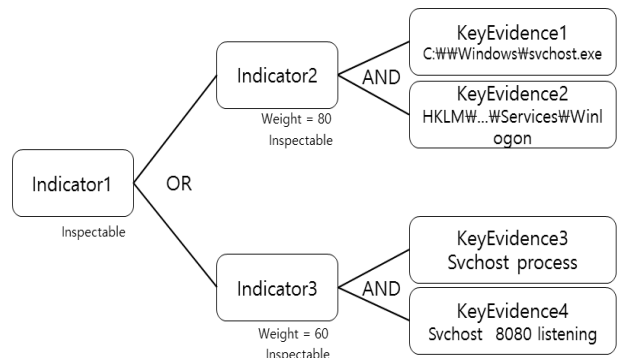 KeyEvidence1
C:₩₩Windows₩svchost.exe
Indicator2
AND
KeyEvidence2
HKLM₩...₩Services₩Winl
ogon
Weight = 80
Inspectable
Indicator1
OR
Inspectable
KeyEvidence3
Svchost process
Indicator3
AND
KeyEvidence4
Svchost 8080 listening
Weight = 60
Inspectable